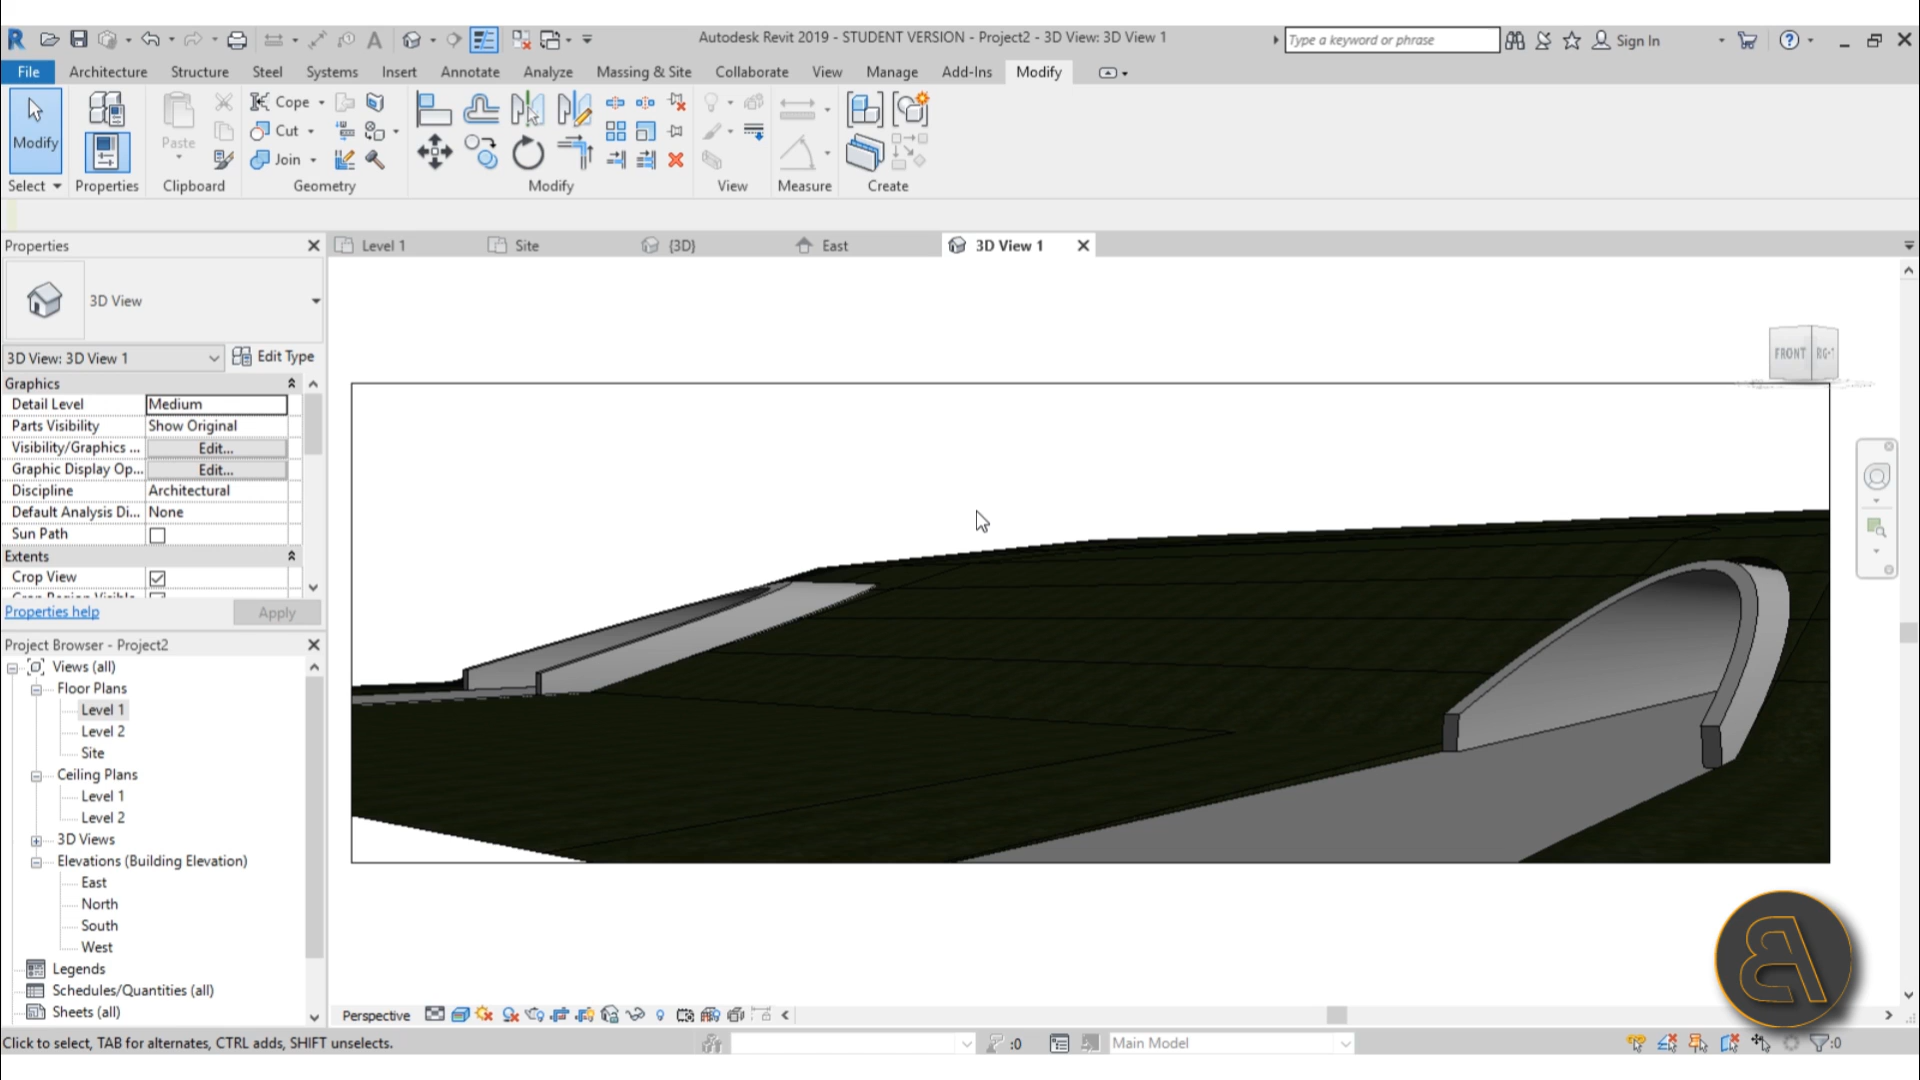 Autodesk Revit 2019 - STUDENT VERSION - Project2 - 3D View: 3D View 1
Type a keyword or phrase
Sign In
File Architecture Structure Steel Systems Insert Annotate Analyze Massing & Site Collaborate View Manage Add-Ins Modify
Modify
Paste
Cope
Cut
Join
Select Properties Clipboard Geometry Modify View Measure Create
Properties
Level 1 Site {3D} East 3D View 1
3D View
3D View: 3D View 1 Edit Type
Graphics
Detail Level Medium
Parts Visibility Show Original
Visibility/Graphics ... Edit...
Graphic Display Op... Edit...
Discipline Architectural
Default Analysis Di... None
Sun Path
Extents
Crop View
Properties help Apply
Project Browser - Project2
Views (all)
Floor Plans
Level 1
Level 2
Site
Ceiling Plans
Level 1
Level 2
3D Views
Elevations (Building Elevation)
East
North
South
West
Legends
Schedules/Quantities (all)
Sheets (all)
FRONT
Perspective
Click to select, TAB for alternates, CTRL adds, SHIFT unselects.
:0
Main Model
:0